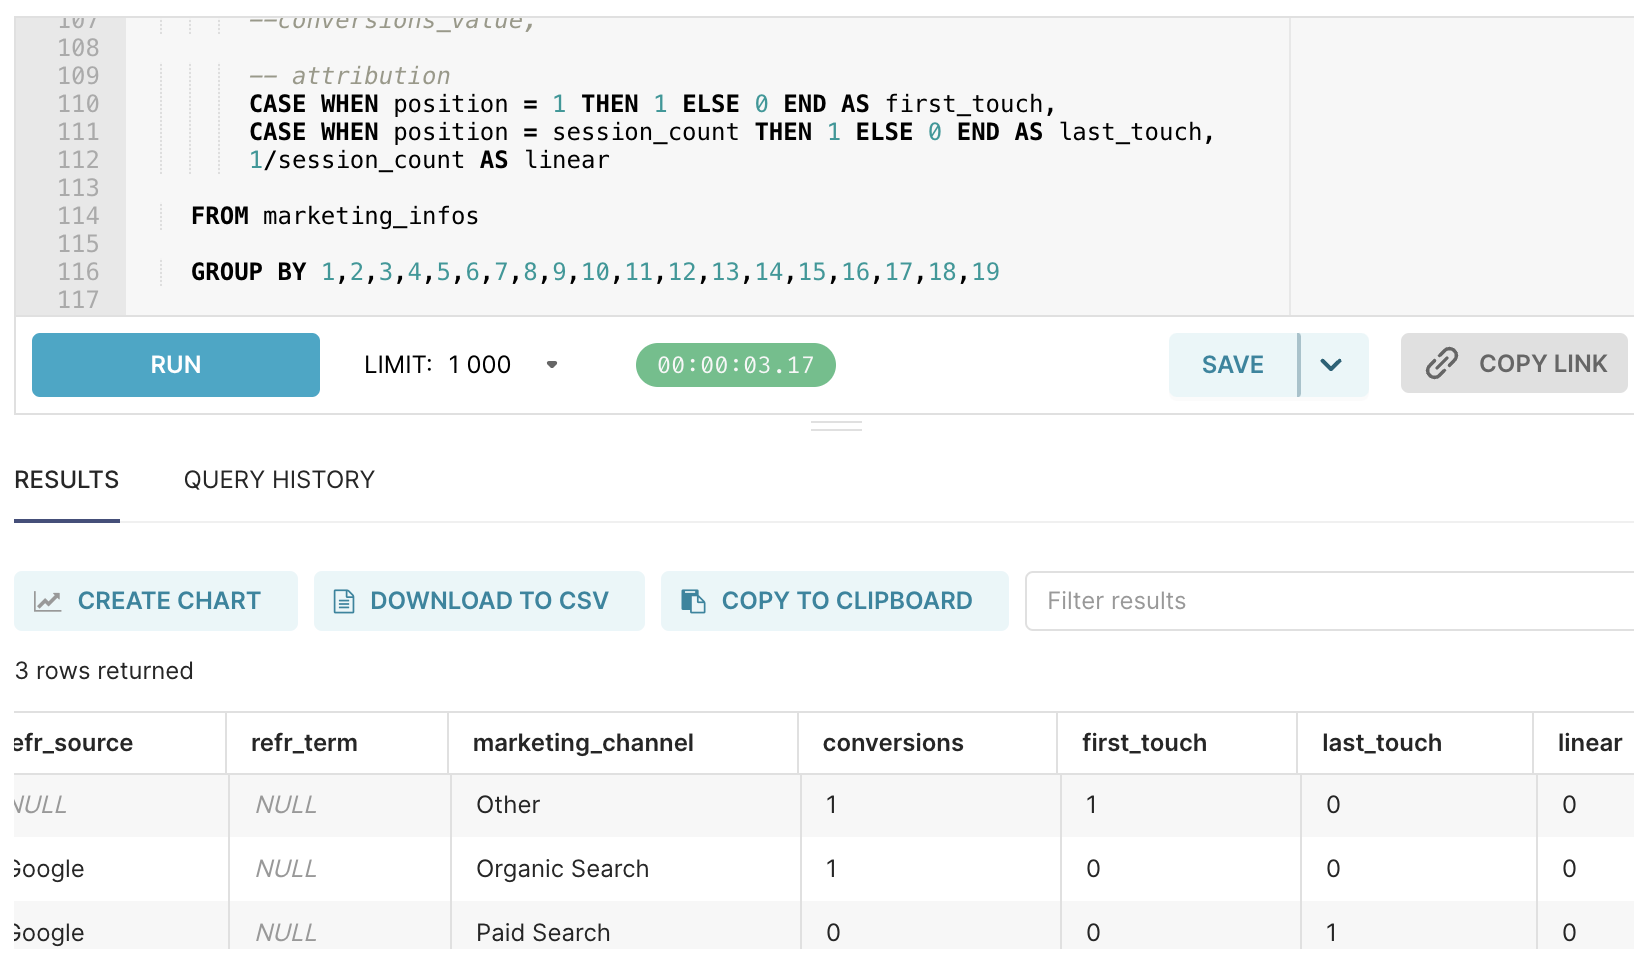 107 --conversions_value,
108
109 -- attribution
110 CASE WHEN position = 1 THEN 1 ELSE 0 END AS first_touch,
111 CASE WHEN position = session_count THEN 1 ELSE 0 END AS last_touch,
112 1/session_count AS linear
113
114 FROM marketing_infos
115
116 GROUP BY 1,2,3,4,5,6,7,8,9,10,11,12,13,14,15,16,17,18,19
117
RUN LIMIT: 1 000 00:00:03.17 SAVE COPY LINK
RESULTS QUERY HISTORY
CREATE CHART DOWNLOAD TO CSV COPY TO CLIPBOARD Filter results
3 rows returned
efr_source refr_term marketing_channel conversions first_touch last_touch linear
NULL NULL Other 1 1 0 0
Google NULL Organic Search 1 0 0 0
Google NULL Paid Search 0 0 1 0